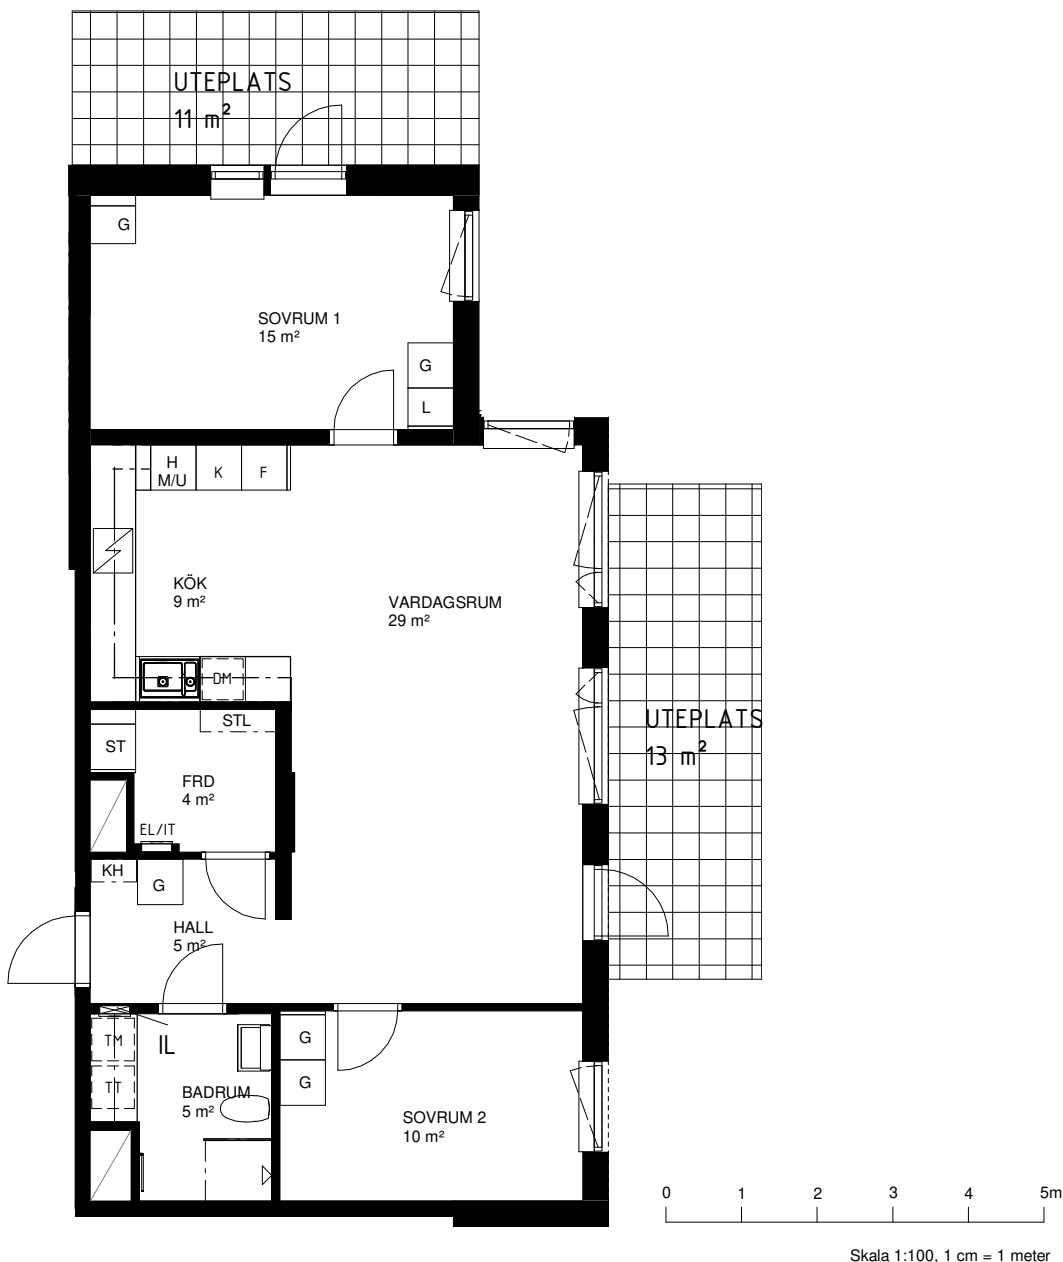 UTEPLATS
11 m²
G
SOVRUM 1
15 m²
G
L
H
M/U
K
F
KÖK
9 m²
VARDAGSRUM
29 m²
DM
STL
ST
UTEPLATS
13 m²
FRD
4 m²
EL/IT
KH
G
HALL
5 m²
TM
IL
G
TT
G
BADRUM
5 m²
SOVRUM 2
10 m²
0 1 2 3 4 5m
Skala 1:100, 1 cm = 1 meter